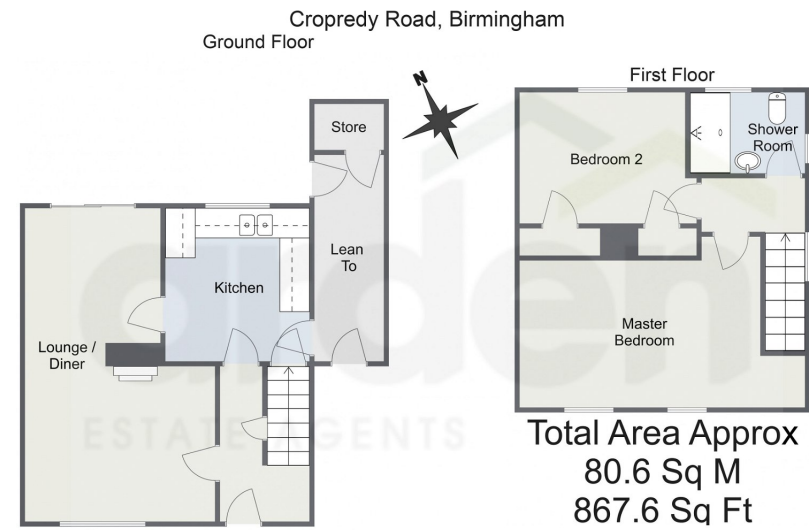 Cropredy Road, Birmingham
Ground Floor
N
First Floor
Store
Shower
Room
Bedroom 2
Lean
To
Kitchen
Lounge /
Diner
Master
Bedroom
arden
ESTATE AGENTS
Total Area Approx
80.6 Sq M
867.6 Sq Ft